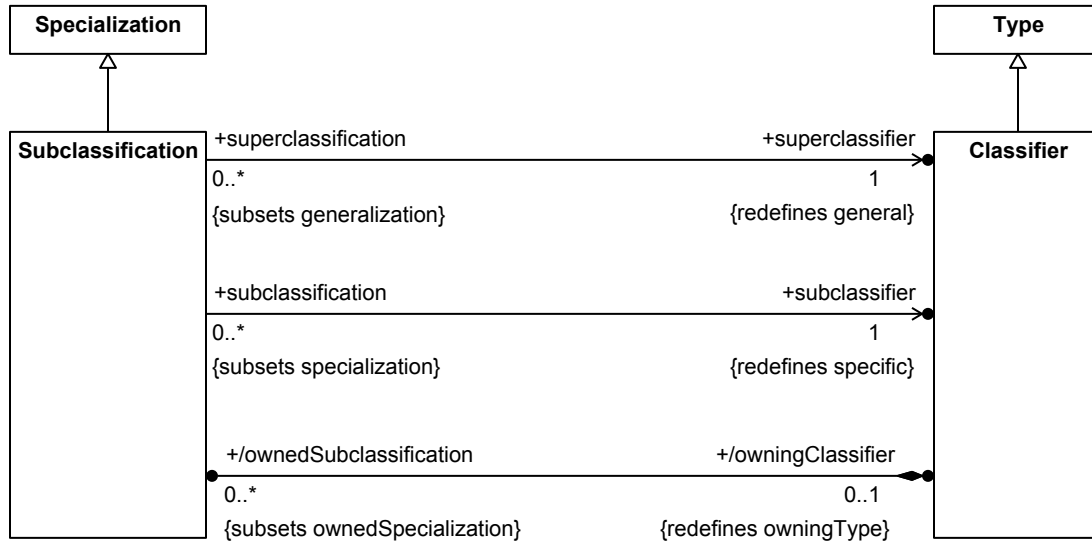 Specialization
Type
Subclassification
Classifier
+superclassification
+superclassifier
0..*
1
{subsets generalization}
{redefines general}
+subclassification
+subclassifier
0..*
1
{subsets specialization}
{redefines specific}
+/ownedSubclassification
+/owningClassifier
0..*
0..1
{subsets ownedSpecialization}
{redefines owningType}